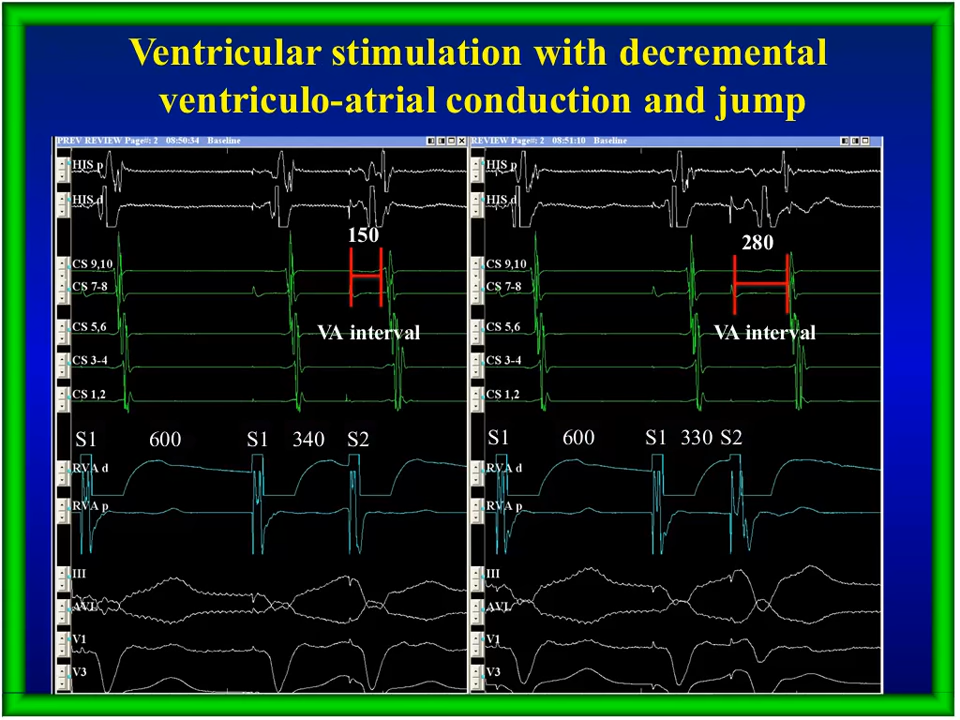 Ventricular stimulation with decremental
ventriculo-atrial conduction and jump
PREV REVIEW Page#: 2 08:50:34 Baseline
HIS p
HIS d
150
CS 9,10
CS 7-8
CS 5,6
VA interval
CS 3-4
CS 1,2
S1 600 S1 340 S2
RVA d
RVA p
III
AVL
V1
V3
REVIEW Page#: 2 08:51:10 Baseline
HIS p
HIS d
280
CS 9,10
CS 7-8
CS 5,6
VA interval
CS 3-4
CS 1,2
S1 600 S1 330 S2
RVA d
RVA p
III
AVL
V1
V3